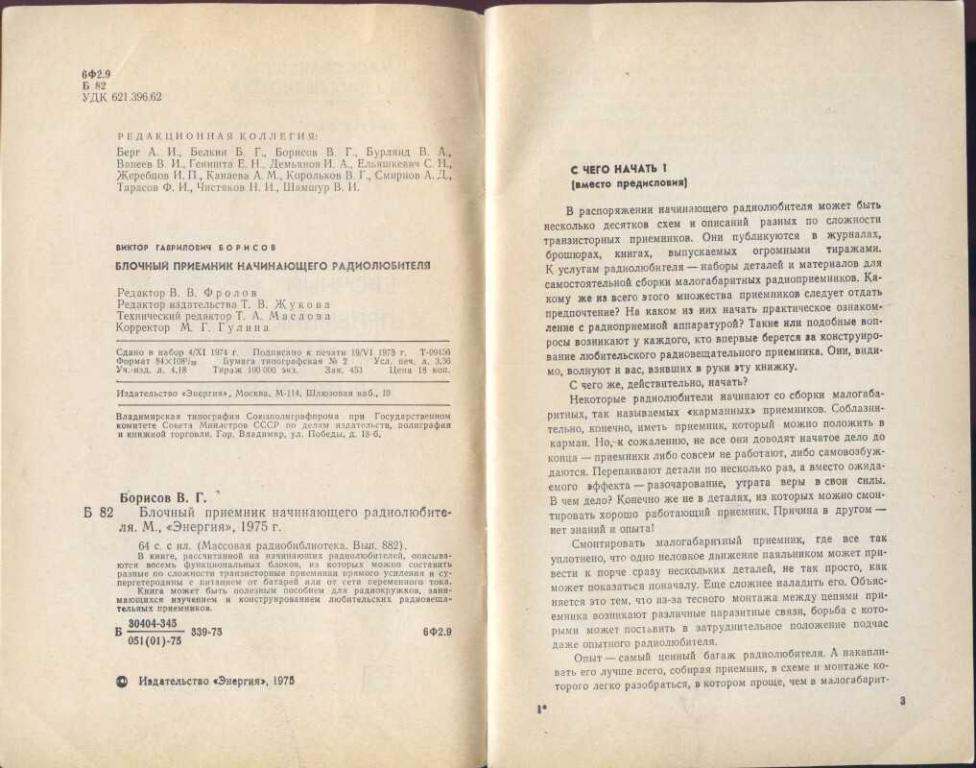 6Ф2.9
Б 82
УДК 621.396.62
РЕДАКЦИОННАЯ КОЛЛЕГИЯ:
Берг А. И., Белкин Б. Г., Борисов В. Г., Бурлянд В. А.,
Ванеев В. И., Геништа Е. Н., Демьянов И. А., Ельяшкевич С. Н.,
Жеребцов И. П., Канаева А. М., Корольков В. Г., Смирнов А. Д.,
Тарасов Ф. И., Чистяков Н. И., Шамшур В. И.
ВИКТОР ГАВРИЛОВИЧ БОРИСОВ
БЛОЧНЫЙ ПРИЕМНИК НАЧИНАЮЩЕГО РАДИОЛЮБИТЕЛЯ
Редактор В. В. Фролов
Редактор издательства Т. В. Жукова
Технический редактор Т. А. Маслова
Корректор М. Г. Гулина
Сдано в набор 4/XI 1974 г. Подписано к печати 19/VI 1975 г. Т-09456
Формат 84×108¹/₃₂ Бумага типографская № 2 Усл. печ. л. 3,36
Уч.-изд. л. 4,18 Тираж 100 000 экз. Зак. 453 Цена 18 коп.
Издательство «Энергия», Москва, М-114, Шлюзовая наб., 10
Владимирская типография Союзполиграфпрома при Государственном
комитете Совета Министров СССР по делам издательств, полиграфии
и книжной торговли. Гор. Владимир, ул. Победы, д. 18-б.
Борисов В. Г.
Б 82 Блочный приемник начинающего радиолюбите-
ля. М., «Энергия», 1975 г.
64 с. с ил. (Массовая радиобиблиотека. Вып. 882).
В книге, рассчитанной на начинающих радиолюбителей, описыва-
ются восемь функциональных блоков, из которых можно составить
разные по сложности транзисторные приемники прямого усиления и су-
пергетеродины с питанием от батарей или от сети переменного тока.
Книга может быть полезным пособием для радиокружков, зани-
мающихся изучением и конструированием любительских радиовеща-
тельных приемников.
Б 30404-345
051(01)-75 339-75 6Ф2.9
© Издательство «Энергия», 1975
С ЧЕГО НАЧАТЬ ?
(вместо предисловия)
В распоряжении начинающего радиолюбителя может быть
несколько десятков схем и описаний разных по сложности
транзисторных приемников. Они публикуются в журналах,
брошюрах, книгах, выпускаемых огромными тиражами.
К услугам радиолюбителя — наборы деталей и материалов для
самостоятельной сборки малогабаритных радиоприемников. Ка-
кому же из всего этого множества приемников следует отдать
предпочтение? На каком из них начать практическое ознаком-
ление с радиоприемной аппаратурой? Такие или подобные воп-
росы возникают у каждого, кто впервые берется за конструиро-
вание любительского радиовещательного приемника. Они, види-
мо, волнуют и вас, взявших в руки эту книжку.
С чего же, действительно, начать?
Некоторые радиолюбители начинают со сборки малогаба-
ритных, так называемых «карманных» приемников. Соблазни-
тельно, конечно, иметь приемник, который можно положить в
карман. Но, к сожалению, не все они доводят начатое дело до
конца — приемники либо совсем не работают, либо самовозбуж-
даются. Перепаивают детали по несколько раз, а вместо ожида-
емого эффекта — разочарование, утрата веры в свои силы.
В чем дело? Конечно же не в деталях, из которых можно смон-
тировать хорошо работающий приемник. Причина в другом —
нет знаний и опыта!
Смонтировать малогабаритный приемник, где все так
уплотнено, что одно неловкое движение паяльником может при-
вести к порче сразу нескольких деталей, не так просто, как
может показаться поначалу. Еще сложнее наладить его. Объяс-
няется это тем, что из-за тесного монтажа между цепями при-
емника возникают различные паразитные связи, борьба с кото-
рыми может поставить в затруднительное положение подчас
даже опытного радиолюбителя.
Опыт — самый ценный багаж радиолюбителя. А накапли-
вать его лучше всего, собирая приемник, в схеме и монтаже ко-
торого легко разобраться, в котором проще, чем в малогабарит-
1*
3